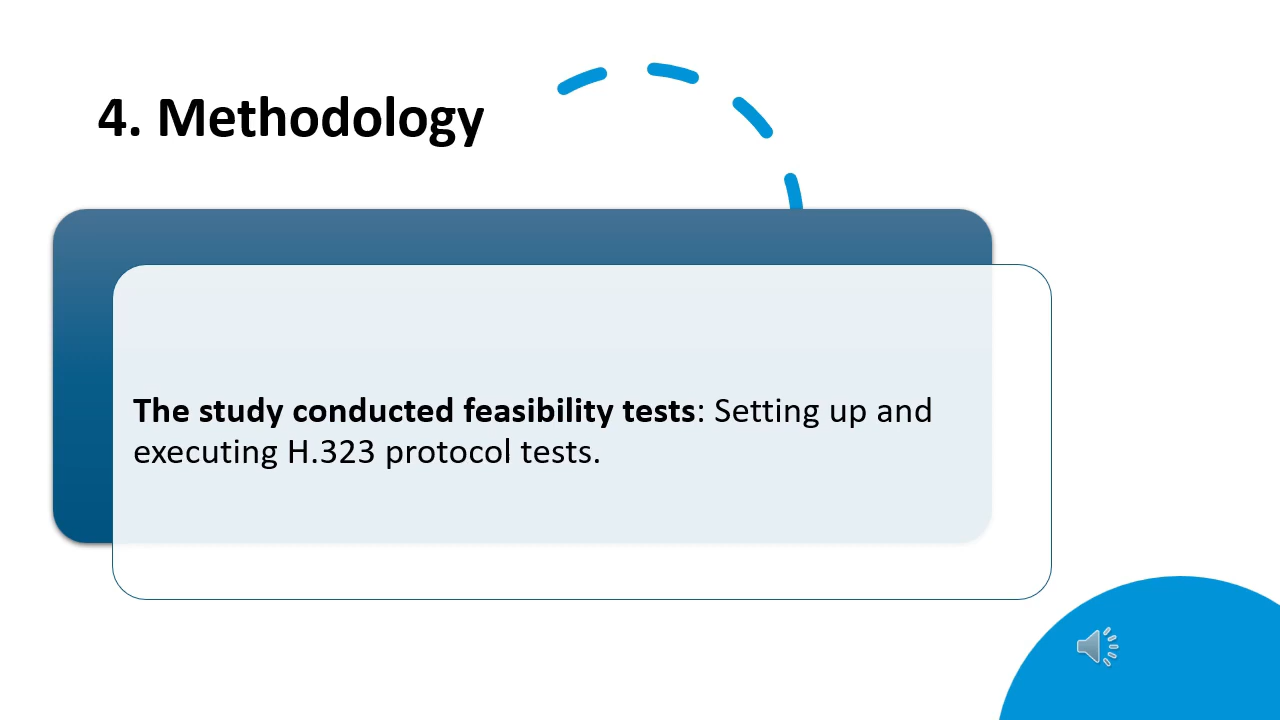 4. Methodology
The study conducted feasibility tests: Setting up and
executing H.323 protocol tests.